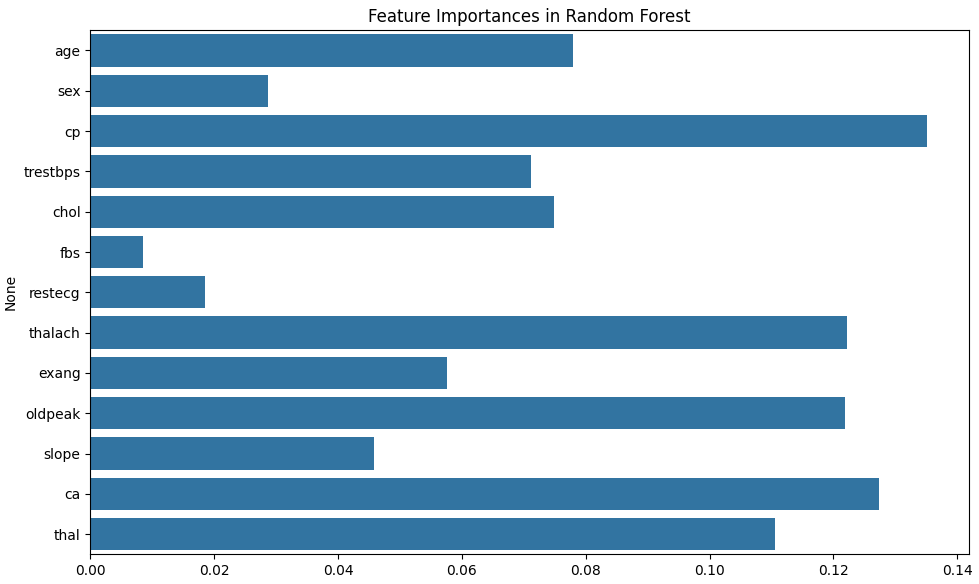 Feature Importances in Random Forest
age
sex
cp
trestbps
chol
fbs
restecg
thalach
exang
oldpeak
slope
ca
thal
None
0.00 0.02 0.04 0.06 0.08 0.10 0.12 0.14